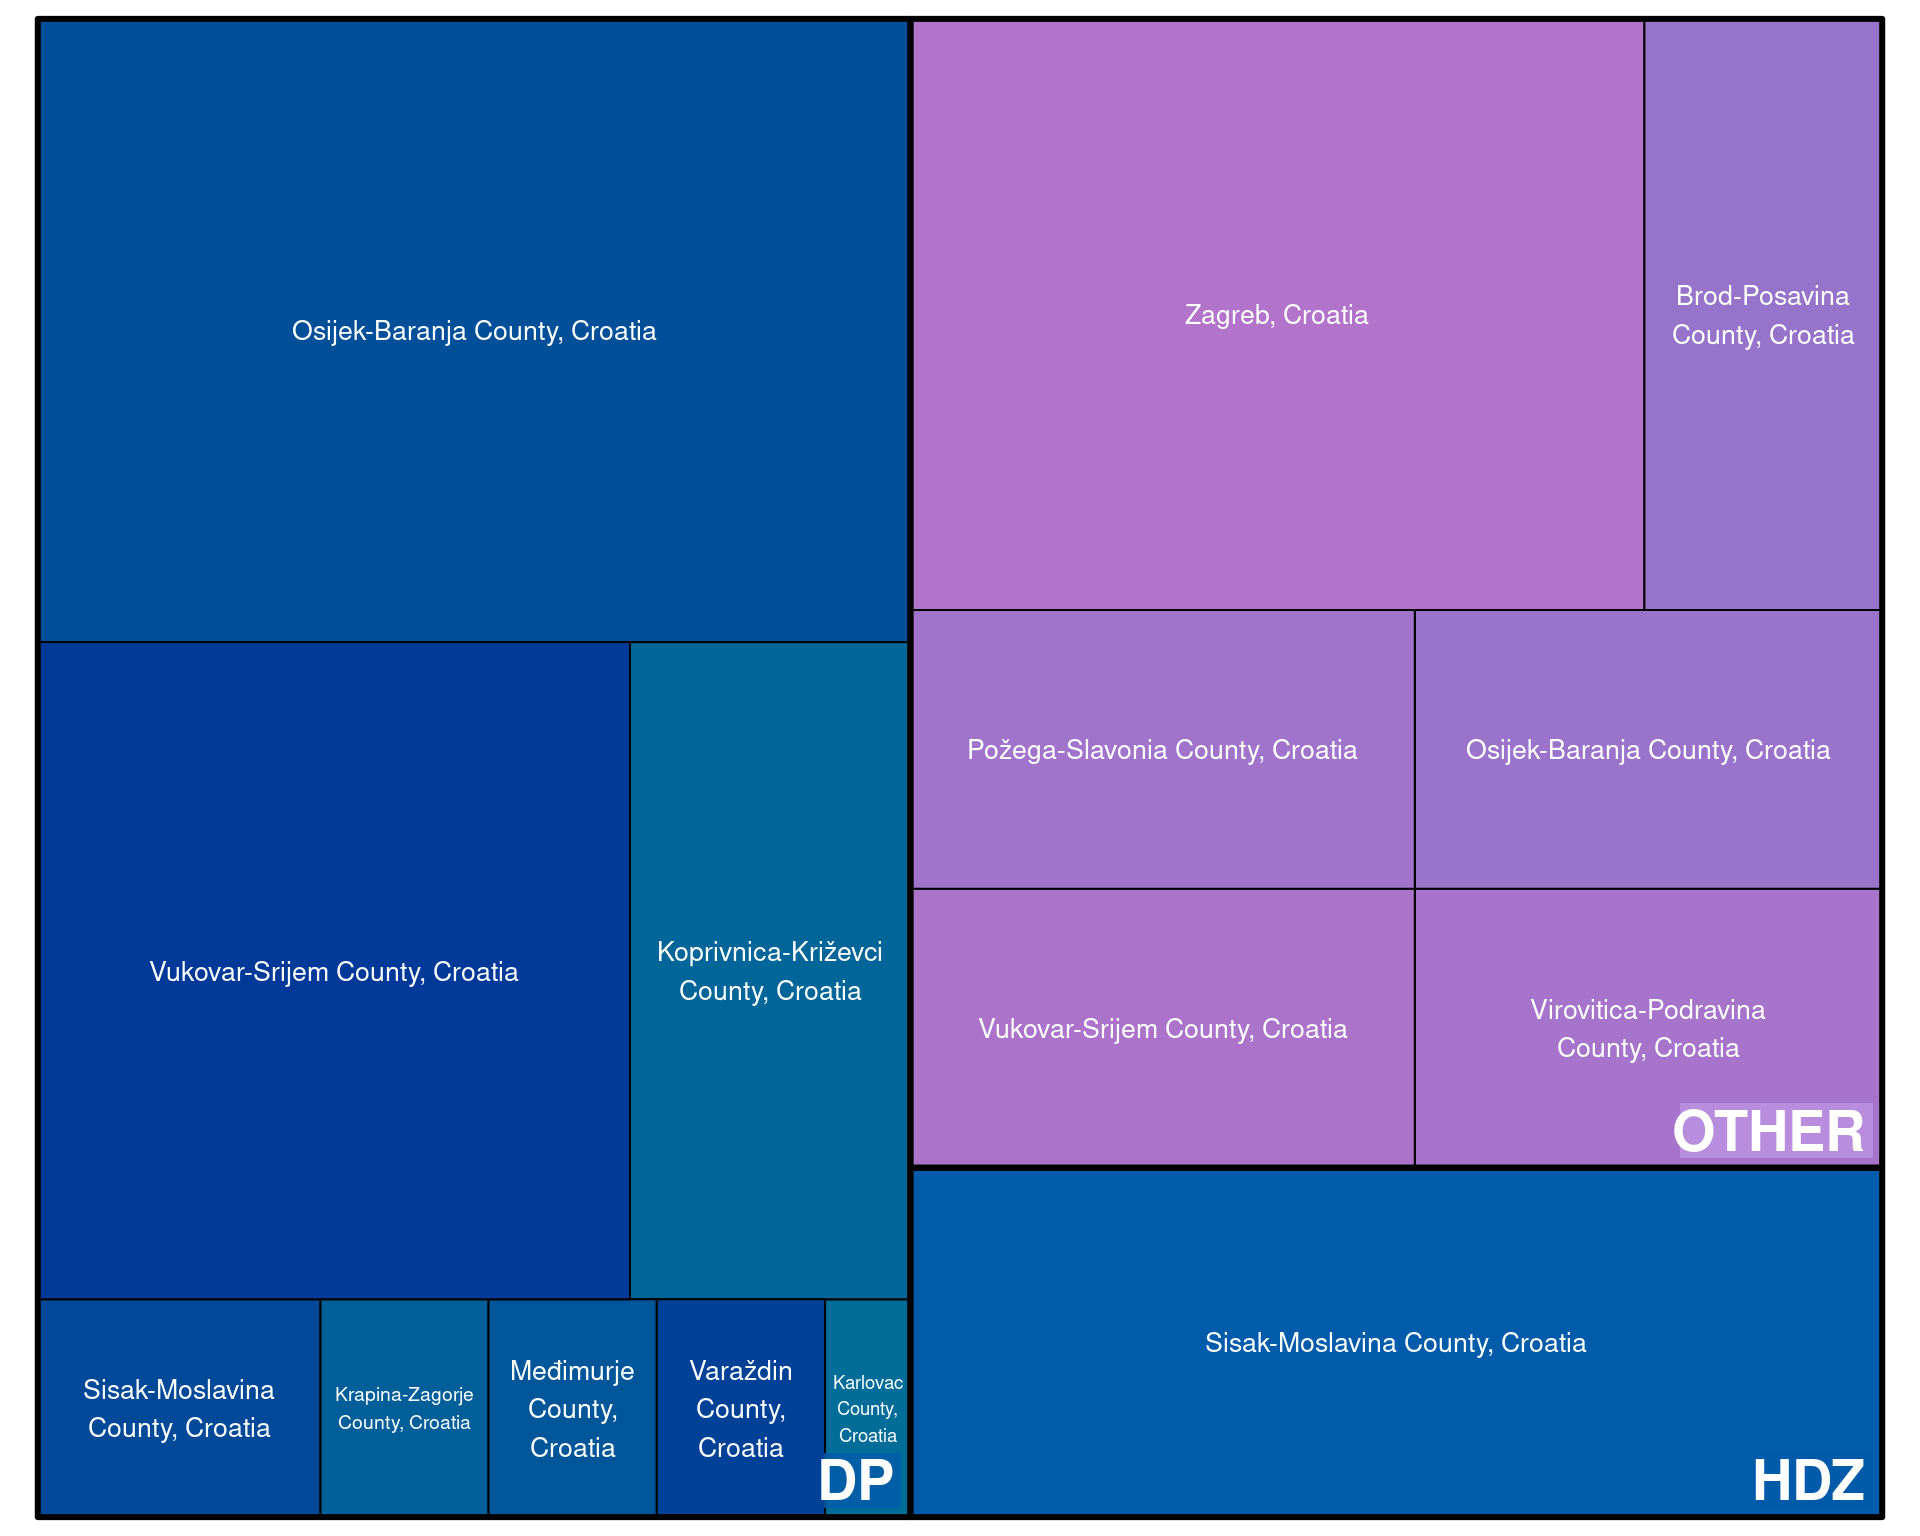 Osijek-Baranja County, Croatia
Vukovar-Srijem County, Croatia
Koprivnica-Križevci
County, Croatia
Sisak-Moslavina
County, Croatia
Krapina-Zagorje
County, Croatia
Međimurje
County,
Croatia
Varaždin
County,
Croatia
Karlovac
County,
Croatia
DP
Zagreb, Croatia
Brod-Posavina
County, Croatia
Požega-Slavonia County, Croatia
Osijek-Baranja County, Croatia
Vukovar-Srijem County, Croatia
Virovitica-Podravina
County, Croatia
OTHER
Sisak-Moslavina County, Croatia
HDZ